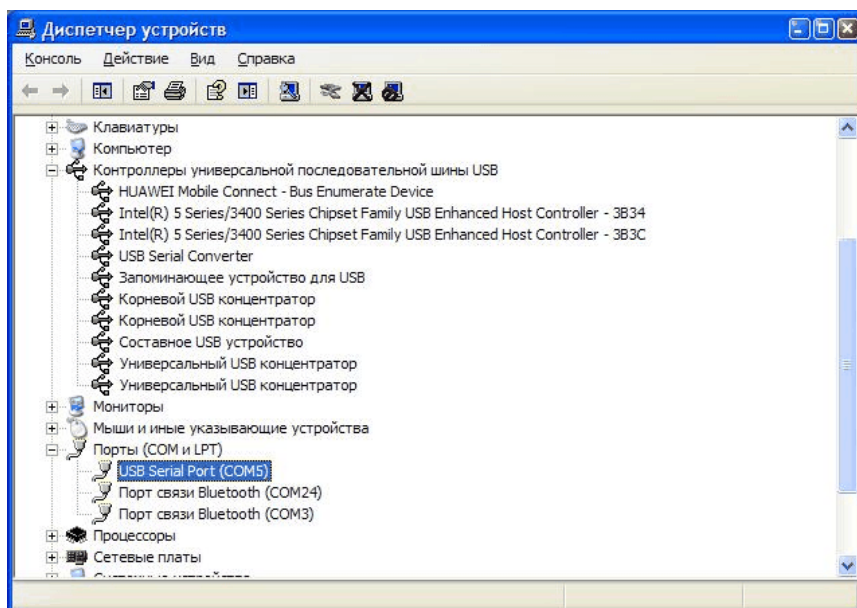 Диспетчер устройств
Консоль Действие Вид Справка
Клавиатуры
Компьютер
Контроллеры универсальной последовательной шины USB
HUAWEI Mobile Connect - Bus Enumerate Device
Intel(R) 5 Series/3400 Series Chipset Family USB Enhanced Host Controller - 3B34
Intel(R) 5 Series/3400 Series Chipset Family USB Enhanced Host Controller - 3B3C
USB Serial Converter
Запоминающее устройство для USB
Корневой USB концентратор
Корневой USB концентратор
Составное USB устройство
Универсальный USB концентратор
Универсальный USB концентратор
Мониторы
Мыши и иные указывающие устройства
Порты (COM и LPT)
USB Serial Port (COM5)
Порт связи Bluetooth (COM24)
Порт связи Bluetooth (COM3)
Процессоры
Сетевые платы